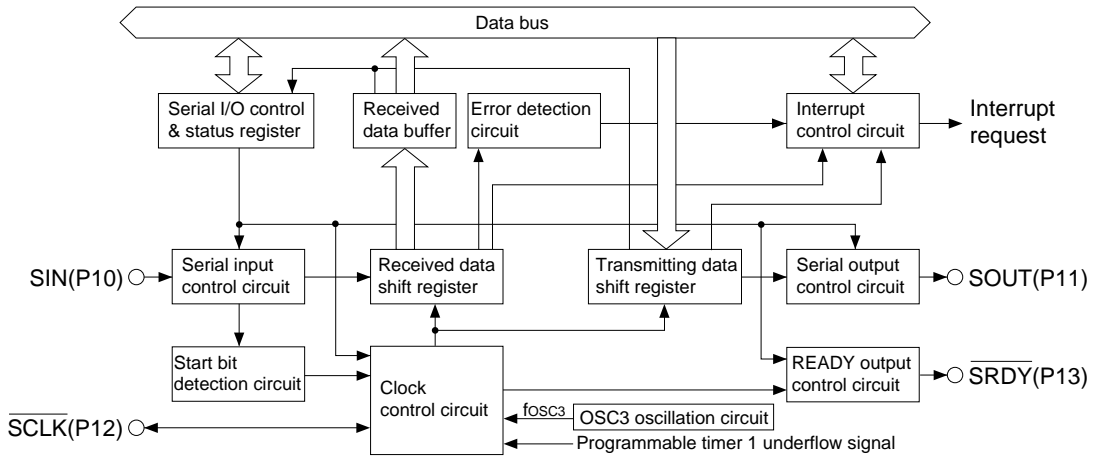 Data bus
Serial I/O control
& status register
Received
data buffer
Error detection
circuit
Interrupt
control circuit
Interrupt
request
SIN(P10)
Serial input
control circuit
Received data
shift register
Transmitting data
shift register
Serial output
control circuit
SOUT(P11)
Start bit
detection circuit
Clock
control circuit
READY output
control circuit
SRDY(P13)
SCLK(P12)
fOSC3
OSC3 oscillation circuit
Programmable timer 1 underflow signal